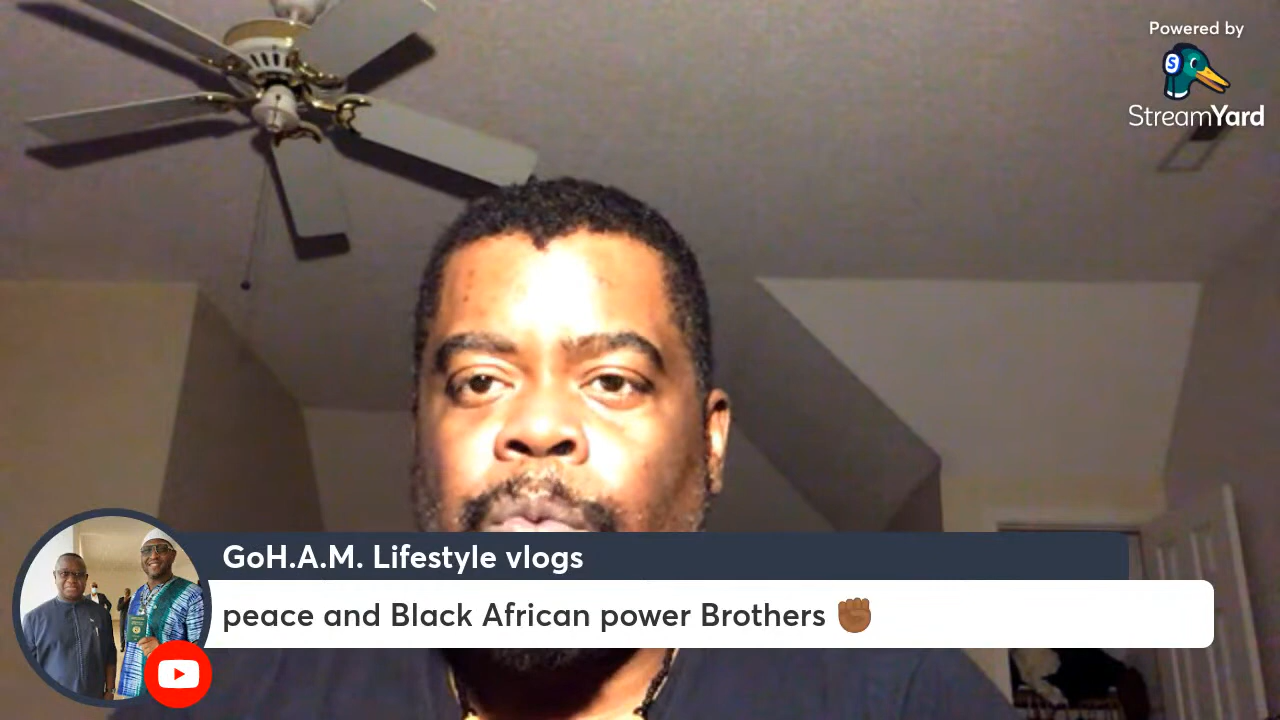 Powered by
StreamYard
GoH.A.M. Lifestyle vlogs
peace and Black African power Brothers ✊🏾